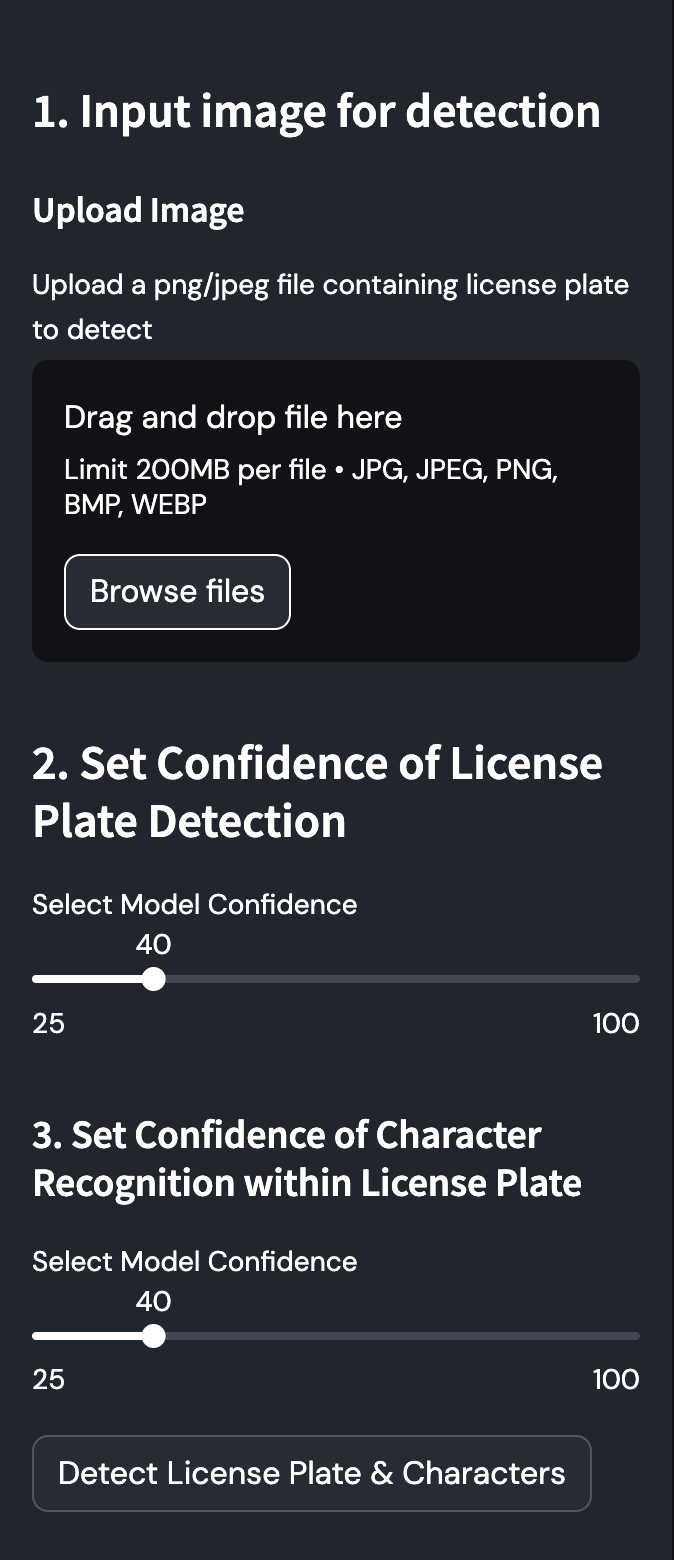 1. Input image for detection
Upload Image
Upload a png/jpeg file containing license plate
to detect
Drag and drop file here
Limit 200MB per file • JPG, JPEG, PNG,
BMP, WEBP
Browse files
2. Set Confidence of License
Plate Detection
Select Model Confidence
40
25 100
3. Set Confidence of Character
Recognition within License Plate
Select Model Confidence
40
25 100
Detect License Plate & Characters